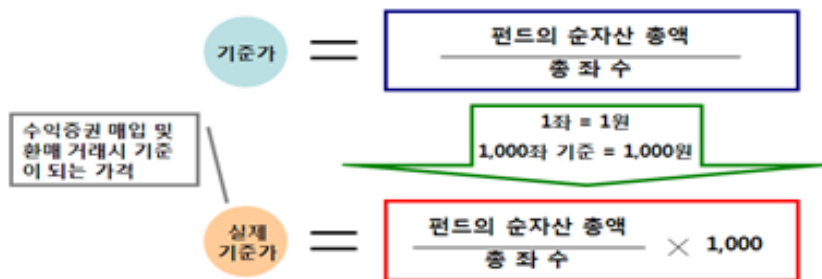 기준가
=
펀드의 순자산 총액
총 좌 수
수익증권 매입 및
환매 거래시 기준
이 되는 가격
1좌 = 1원
1,000좌 기준 = 1,000원
실제
기준가
=
펀드의 순자산 총액
총 좌 수
× 1,000